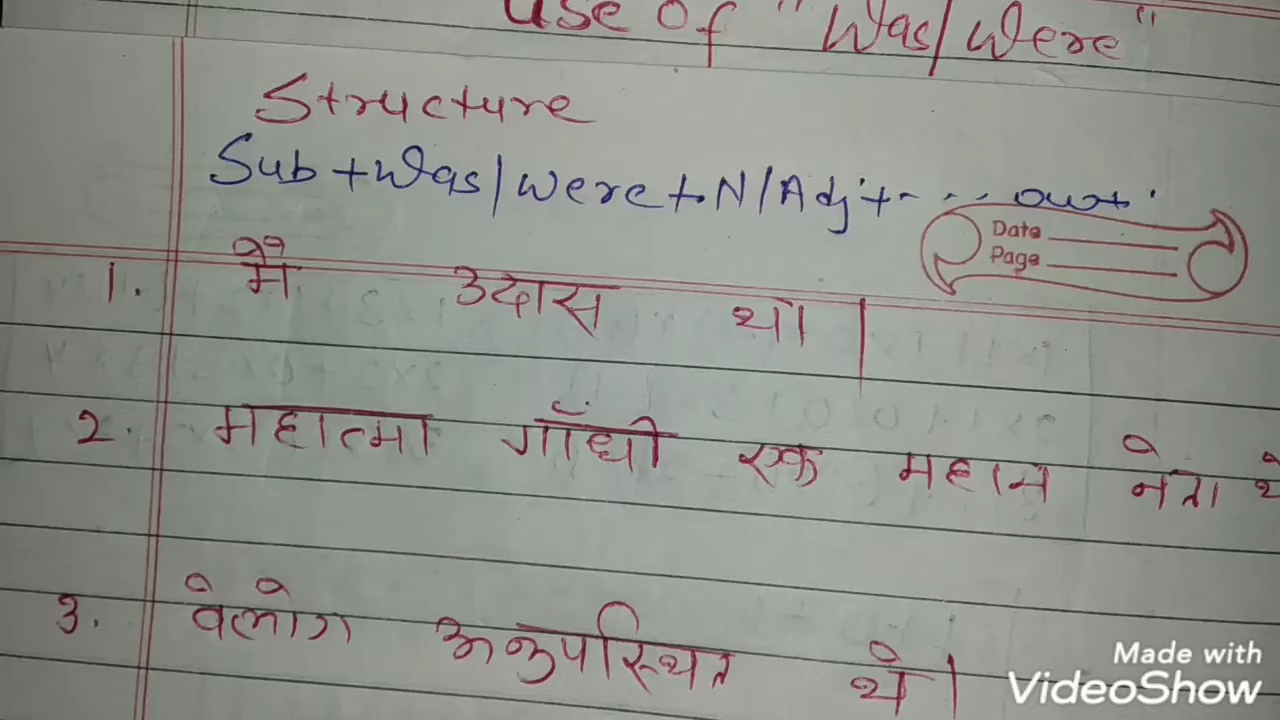 Use of "Was/Were"
Structure
Sub + Was/were + N/Adj + - - --
Date
Page
1. मैं उदास था।
2. महात्मा गाँधी एक महान नेता थे
3. वे लोग अनुपस्थित थे।
Made with
VideoShow